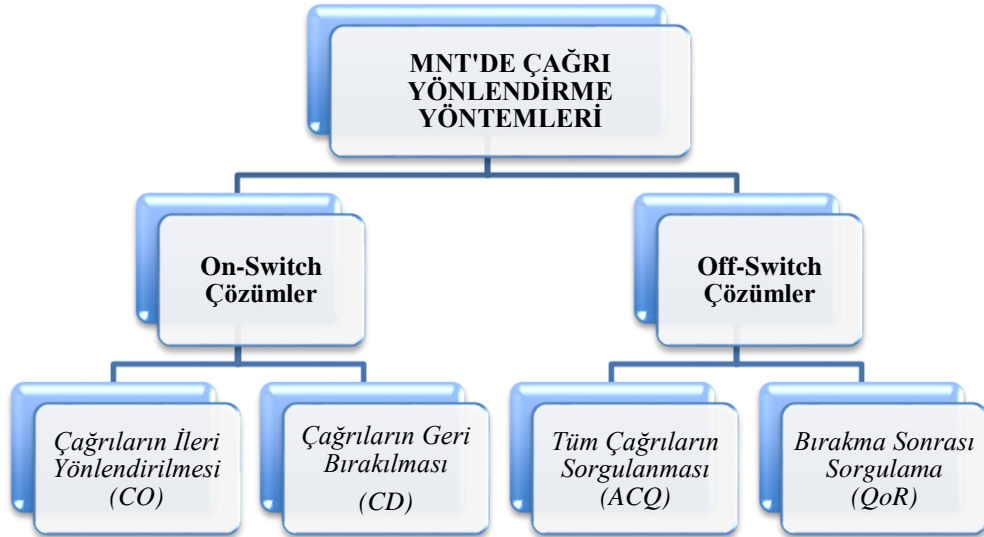 MNT'DE ÇAĞRI
YÖNLENDİRME
YÖNTEMLERİ
On-Switch
Çözümler
Off-Switch
Çözümler
Çağrıların İleri
Yönlendirilmesi
(CO)
Çağrıların Geri
Bırakılması
(CD)
Tüm Çağrıların
Sorgulanması
(ACQ)
Bırakma Sonrası
Sorgulama
(QoR)